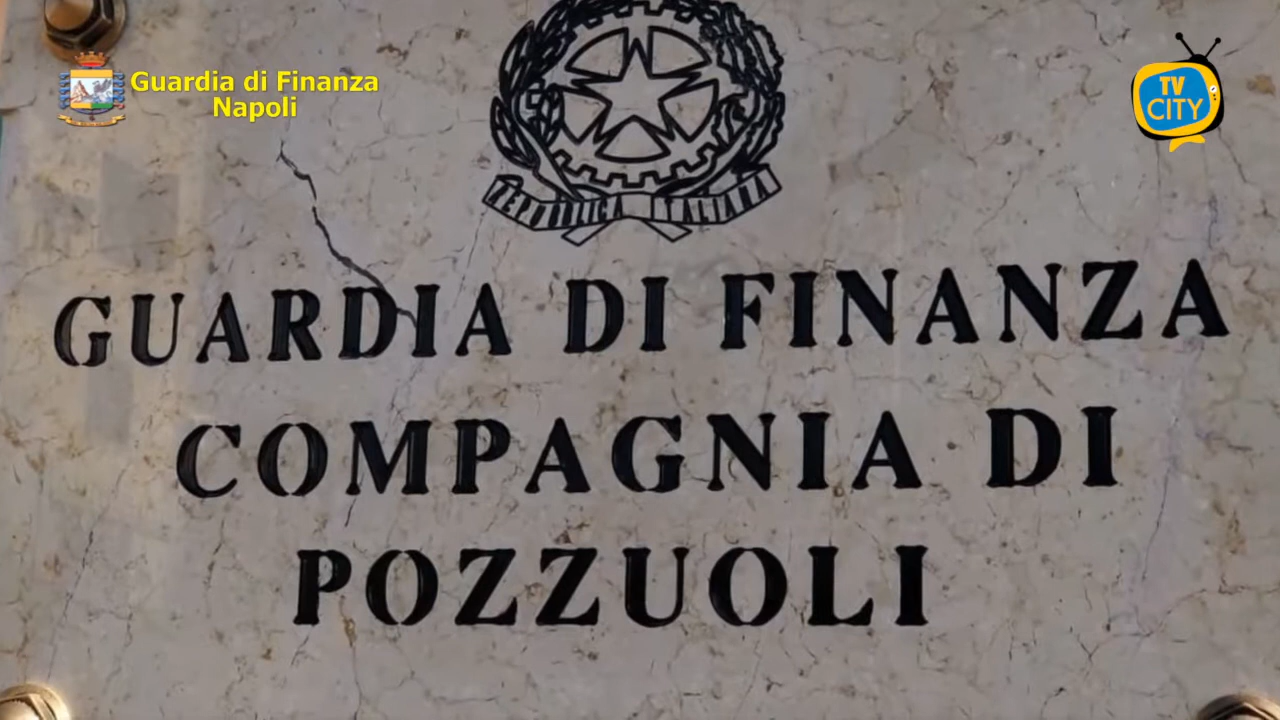 Guardia di Finanza
Napoli
TV
CITY
REPUBBLICA ITALIANA
GUARDIA DI FINANZA
COMPAGNIA DI
POZZUOLI